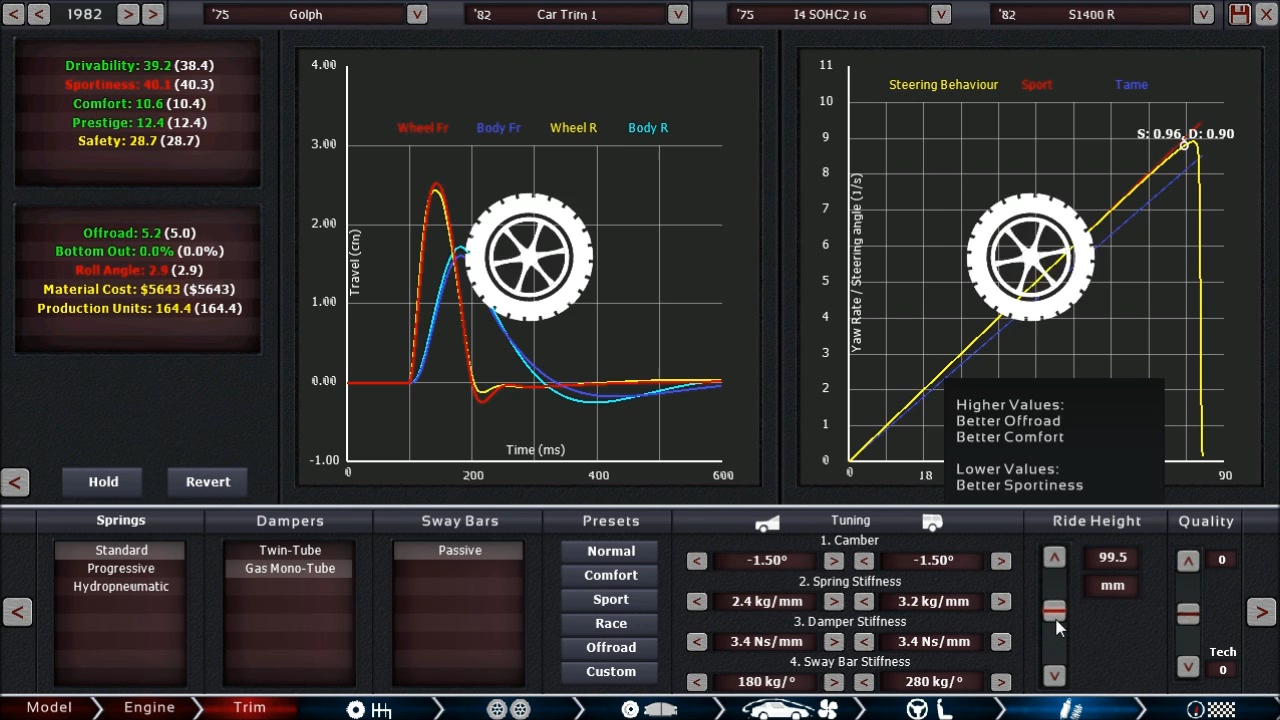 < < 1982 > > '75 Golph v '82 Car Trim 1 v '75 I4 SOHC2 16 v '82 S1400 R v X
Drivability: 39.2 (38.4)
Sportiness: 40.1 (40.3)
Comfort: 10.6 (10.4)
Prestige: 12.4 (12.4)
Safety: 28.7 (28.7)
Offroad: 5.2 (5.0)
Bottom Out: 0.0% (0.0%)
Roll Angle: 2.9 (2.9)
Material Cost: $5643 ($5643)
Production Units: 164.4 (164.4)
< Hold Revert
4.00
Wheel Fr Body Fr Wheel R Body R
3.00
2.00
1.00
0.00
-1.00
Travel (cm)
Time (ms)
0 200 400 600
11
Steering Behaviour Sport Tame
10
S: 0.96, D: 0.90
9
8
7
6
5
4
3
2
1
0
Yaw Rate / Steering angle (1/s)
0 18 90
Higher Values:
Better Offroad
Better Comfort
Lower Values:
Better Sportiness
Springs Dampers Sway Bars Presets Tuning Ride Height Quality
Standard
Progressive
Hydropneumatic
Twin-Tube
Gas Mono-Tube
Passive
Normal
Comfort
Sport
Race
Offroad
Custom
1. Camber
< -1.50° > < -1.50° >
2. Spring Stiffness
< 2.4 kg/mm > < 3.2 kg/mm >
3. Damper Stiffness
< 3.4 Ns/mm > < 3.4 Ns/mm >
4. Sway Bar Stiffness
< 180 kg/° > < 280 kg/° >
99.5
mm
0
Tech
0
< >
Model Engine Trim